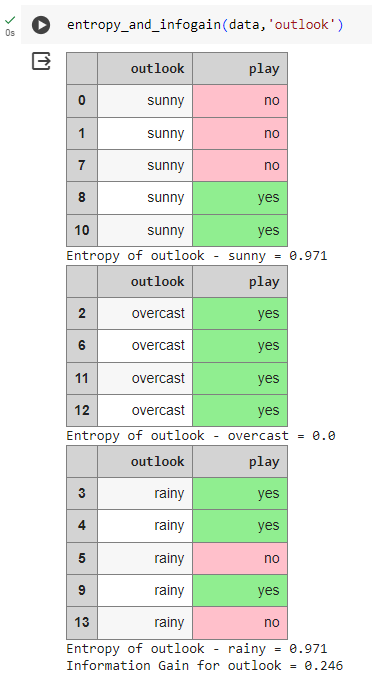 entropy_and_infogain(data,'outlook')
0s
outlook play
0 sunny no
1 sunny no
7 sunny no
8 sunny yes
10 sunny yes
Entropy of outlook - sunny = 0.971
outlook play
2 overcast yes
6 overcast yes
11 overcast yes
12 overcast yes
Entropy of outlook - overcast = 0.0
outlook play
3 rainy yes
4 rainy yes
5 rainy no
9 rainy yes
13 rainy no
Entropy of outlook - rainy = 0.971
Information Gain for outlook = 0.246